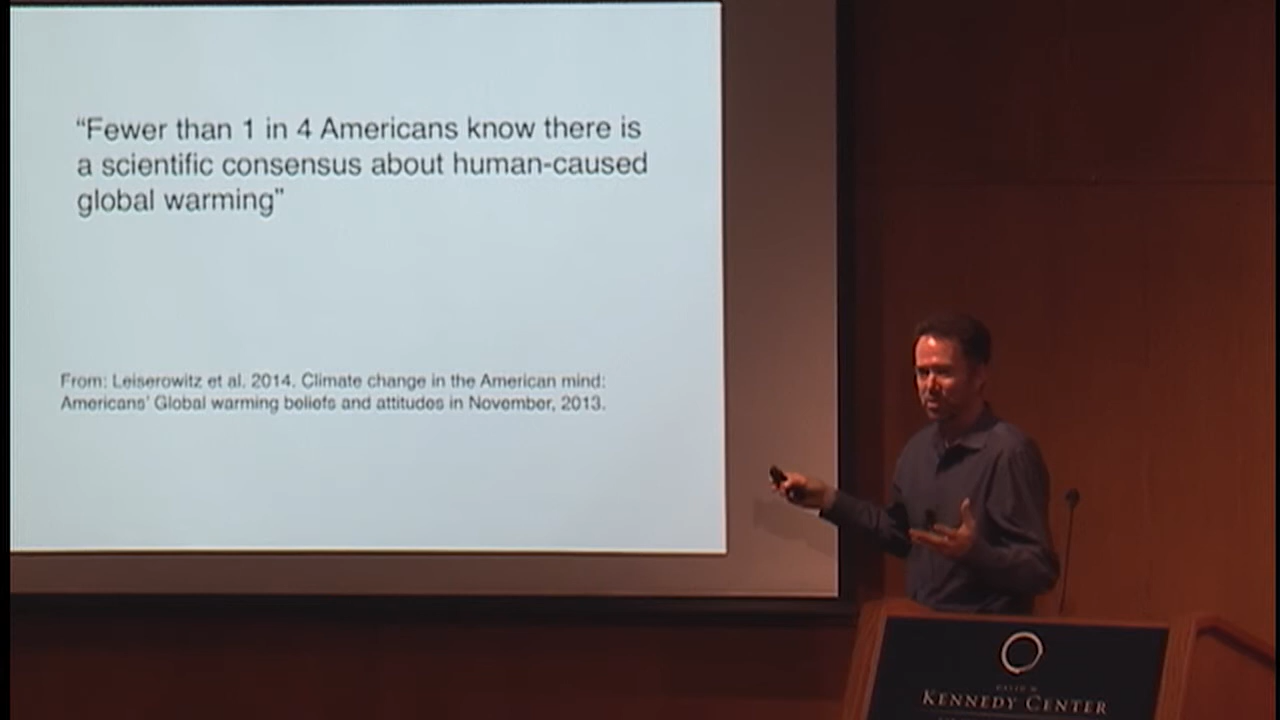 “Fewer than 1 in 4 Americans know there is
a scientific consensus about human-caused
global warming”
From: Leiserowitz et al. 2014. Climate change in the American mind:
Americans’ Global warming beliefs and attitudes in November, 2013.
DAVID M.
KENNEDY CENTER